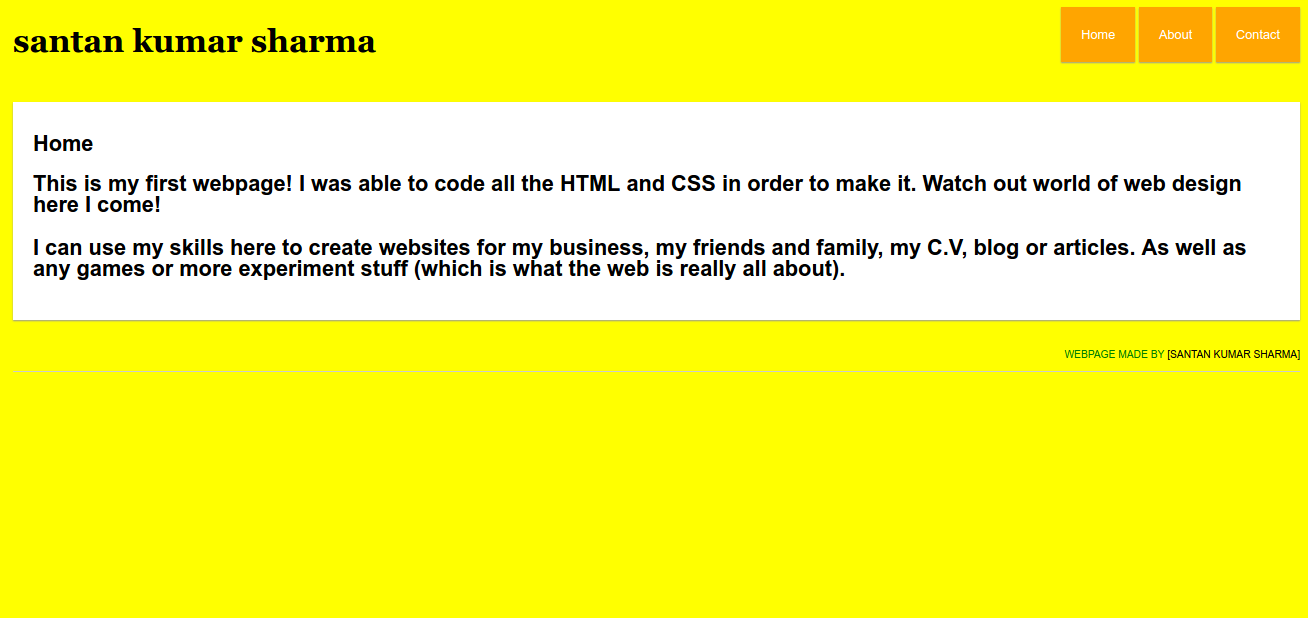 santan kumar sharma
Home
About
Contact
Home
This is my first webpage! I was able to code all the HTML and CSS in order to make it. Watch out world of web design
here I come!
I can use my skills here to create websites for my business, my friends and family, my C.V, blog or articles. As well as
any games or more experiment stuff (which is what the web is really all about).
WEBPAGE MADE BY [SANTAN KUMAR SHARMA]